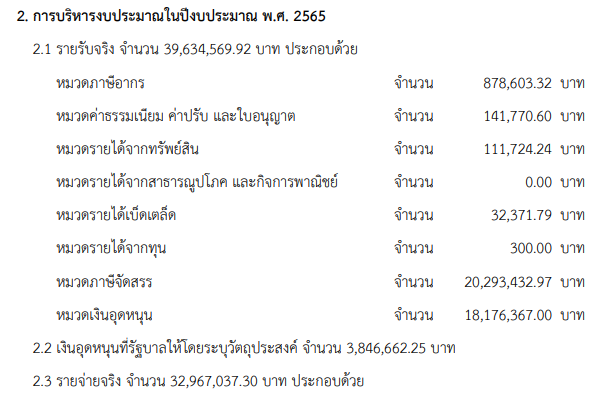 2. การบริหารงบประมาณในปีงบประมาณ พ.ศ. 2565
2.1 รายรับจริง จำนวน 39,634,569.92 บาท ประกอบด้วย
หมวดภาษีอากร จำนวน 878,603.32 บาท
หมวดค่าธรรมเนียม ค่าปรับ และใบอนุญาต จำนวน 141,770.60 บาท
หมวดรายได้จากทรัพย์สิน จำนวน 111,724.24 บาท
หมวดรายได้จากสาธารณูปโภค และกิจการพาณิชย์ จำนวน 0.00 บาท
หมวดรายได้เบ็ดเตล็ด จำนวน 32,371.79 บาท
หมวดรายได้จากทุน จำนวน 300.00 บาท
หมวดภาษีจัดสรร จำนวน 20,293,432.97 บาท
หมวดเงินอุดหนุน จำนวน 18,176,367.00 บาท
2.2 เงินอุดหนุนที่รัฐบาลให้โดยระบุวัตถุประสงค์ จำนวน 3,846,662.25 บาท
2.3 รายจ่ายจริง จำนวน 32,967,037.30 บาท ประกอบด้วย